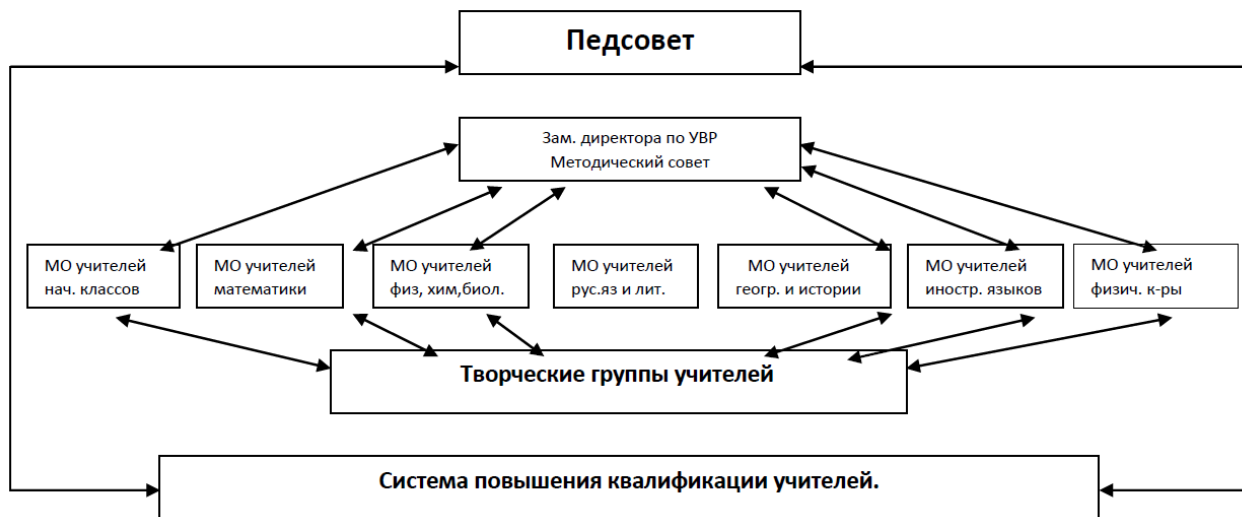 Педсовет
Зам. директора по УВР
Методический совет
МО учителей
нач. классов
МО учителей
математики
МО учителей
физ, хим,биол.
МО учителей
рус.яз и лит.
МО учителей
геогр. и истории
МО учителей
иностр. языков
МО учителей
физич. к-ры
Творческие группы учителей
Система повышения квалификации учителей.